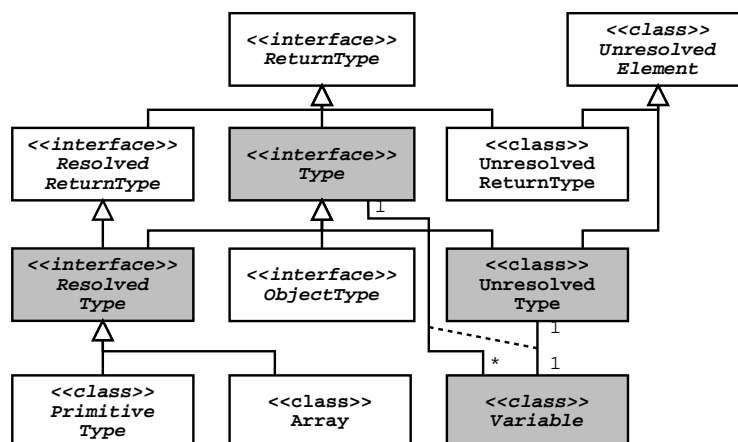 <<interface>>
ReturnType
<<class>>
Unresolved
Element
<<interface>>
Resolved
ReturnType
<<interface>>
Type
<<class>>
Unresolved
ReturnType
1
<<interface>>
Resolved
Type
<<interface>>
ObjectType
<<class>>
Unresolved
Type
1
*
1
<<class>>
Primitive
Type
<<class>>
Array
<<class>>
Variable